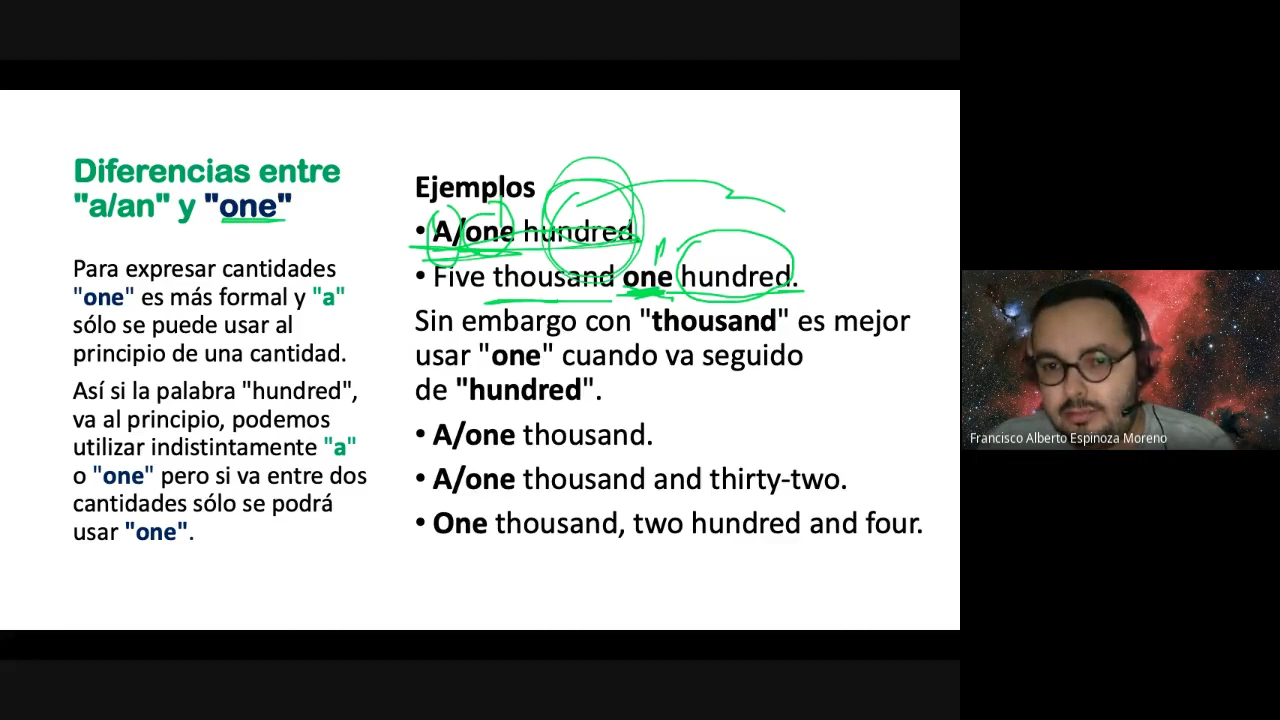 Diferencias entre
"a/an" y "one"
Para expresar cantidades
"one" es más formal y "a"
sólo se puede usar al
principio de una cantidad.
Así si la palabra "hundred",
va al principio, podemos
utilizar indistintamente "a"
o "one" pero si va entre dos
cantidades sólo se podrá
usar "one".
Ejemplos
• A/one hundred.
• Five thousand one hundred.
Sin embargo con "thousand" es mejor
usar "one" cuando va seguido
de "hundred".
• A/one thousand.
• A/one thousand and thirty-two.
• One thousand, two hundred and four.
Francisco Alberto Espinoza Moreno